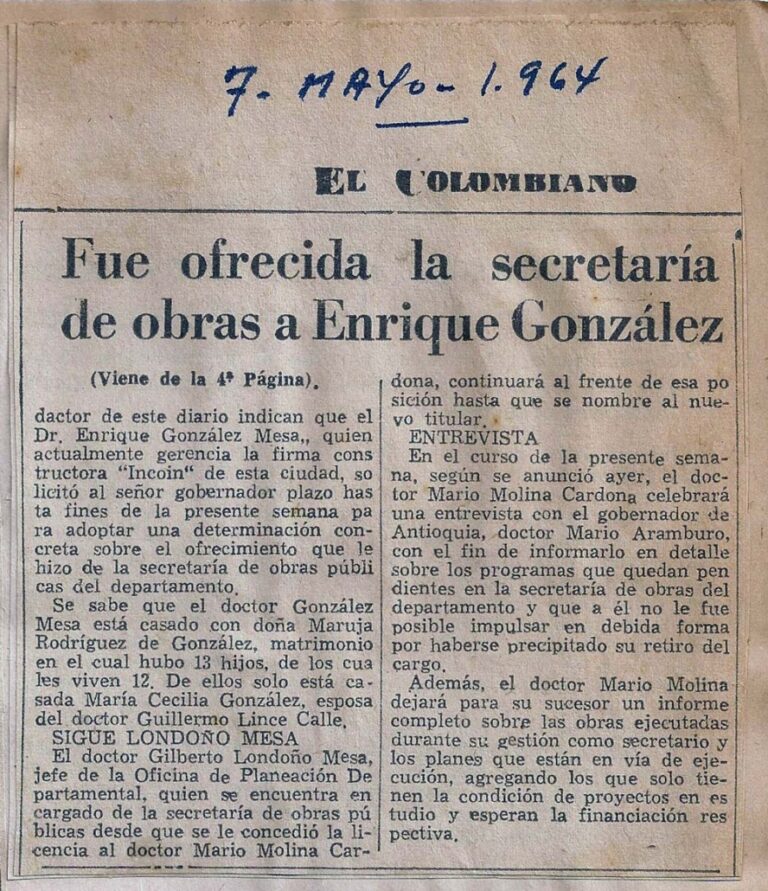 7. MAYO - 1.964
EL COLOMBIANO
Fue ofrecida la secretaría
de obras a Enrique González
(Viene de la 4ª Página).
dactor de este diario indican que el
Dr. Enrique González Mesa,, quien
actualmente gerencia la firma cons
tructora "Incoin" de esta ciudad, so
licitó al señor gobernador plazo has
ta fines de la presente semana pa
ra adoptar una determinación con-
creta sobre el ofrecimiento que le
hizo de la secretaría de obras públi
cas del departamento.
Se sabe que el doctor González
Mesa está casado con doña Maruja
Rodríguez de González, matrimonio
en el cual hubo 13 hijos, de los cua
les viven 12. De ellos solo está ca-
sada María Cecilia González, esposa
del doctor Guillermo Lince Calle.
SIGUE LONDOÑO MESA
El doctor Gilberto Londoño Mesa,
jefe de la Oficina de Planeación De
partamental, quien se encuentra en
cargado de la secretaría de obras pú
blicas desde que se le concedió la li-
cencia al doctor Mario Molina Car-
dona, continuará al frente de esa po
sición hasta que se nombre al nue-
vo titular.
ENTREVISTA
En el curso de la presente sema-
na, según se anunció ayer, el doc-
tor Mario Molina Cardona celebrará
una entrevista con el gobernador de
Antioquia, doctor Mario Aramburo,
con el fin de informarlo en detalle
sobre los programas que quedan pen
dientes en la secretaría de obras del
departamento y que a él no le fue
posible impulsar en debida forma
por haberse precipitado su retiro del
cargo.
Además, el doctor Mario Molina
dejará para su sucesor un informe
completo sobre las obras ejecutadas
durante su gestión como secretario y
los planes que están en vía de eje-
cución, agregando los que solo tie-
nen la condición de proyectos en es
tudio y esperan la financiación res
pectiva.